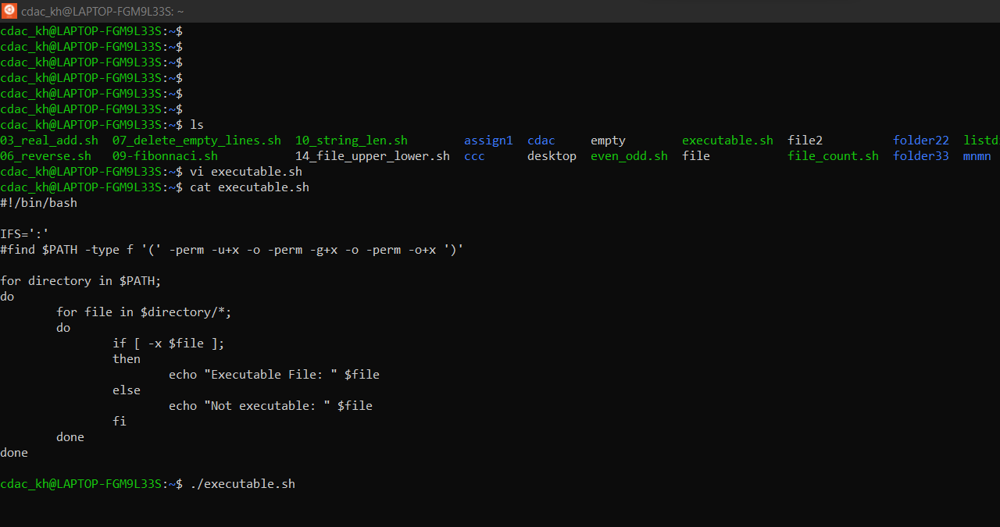 cdac_kh@LAPTOP-FGM9L33S: ~
cdac_kh@LAPTOP-FGM9L33S:~$
cdac_kh@LAPTOP-FGM9L33S:~$
cdac_kh@LAPTOP-FGM9L33S:~$
cdac_kh@LAPTOP-FGM9L33S:~$
cdac_kh@LAPTOP-FGM9L33S:~$
cdac_kh@LAPTOP-FGM9L33S:~$
cdac_kh@LAPTOP-FGM9L33S:~$ ls
03_real_add.sh  07_delete_empty_lines.sh  10_string_len.sh        assign1  cdac     empty        executable.sh  file2          folder22  listd
06_reverse.sh   09-fibonnaci.sh           14_file_upper_lower.sh  ccc      desktop  even_odd.sh  file           file_count.sh  folder33  mnmn
cdac_kh@LAPTOP-FGM9L33S:~$ vi executable.sh
cdac_kh@LAPTOP-FGM9L33S:~$ cat executable.sh
#!/bin/bash
IFS=':'
#find $PATH -type f '(' -perm -u+x -o -perm -g+x -o -perm -o+x ')'
for directory in $PATH;
do
        for file in $directory/*;
        do
                if [ -x $file ];
                then
                        echo "Executable File: " $file
                else
                        echo "Not executable: " $file
                fi
        done
done
cdac_kh@LAPTOP-FGM9L33S:~$ ./executable.sh